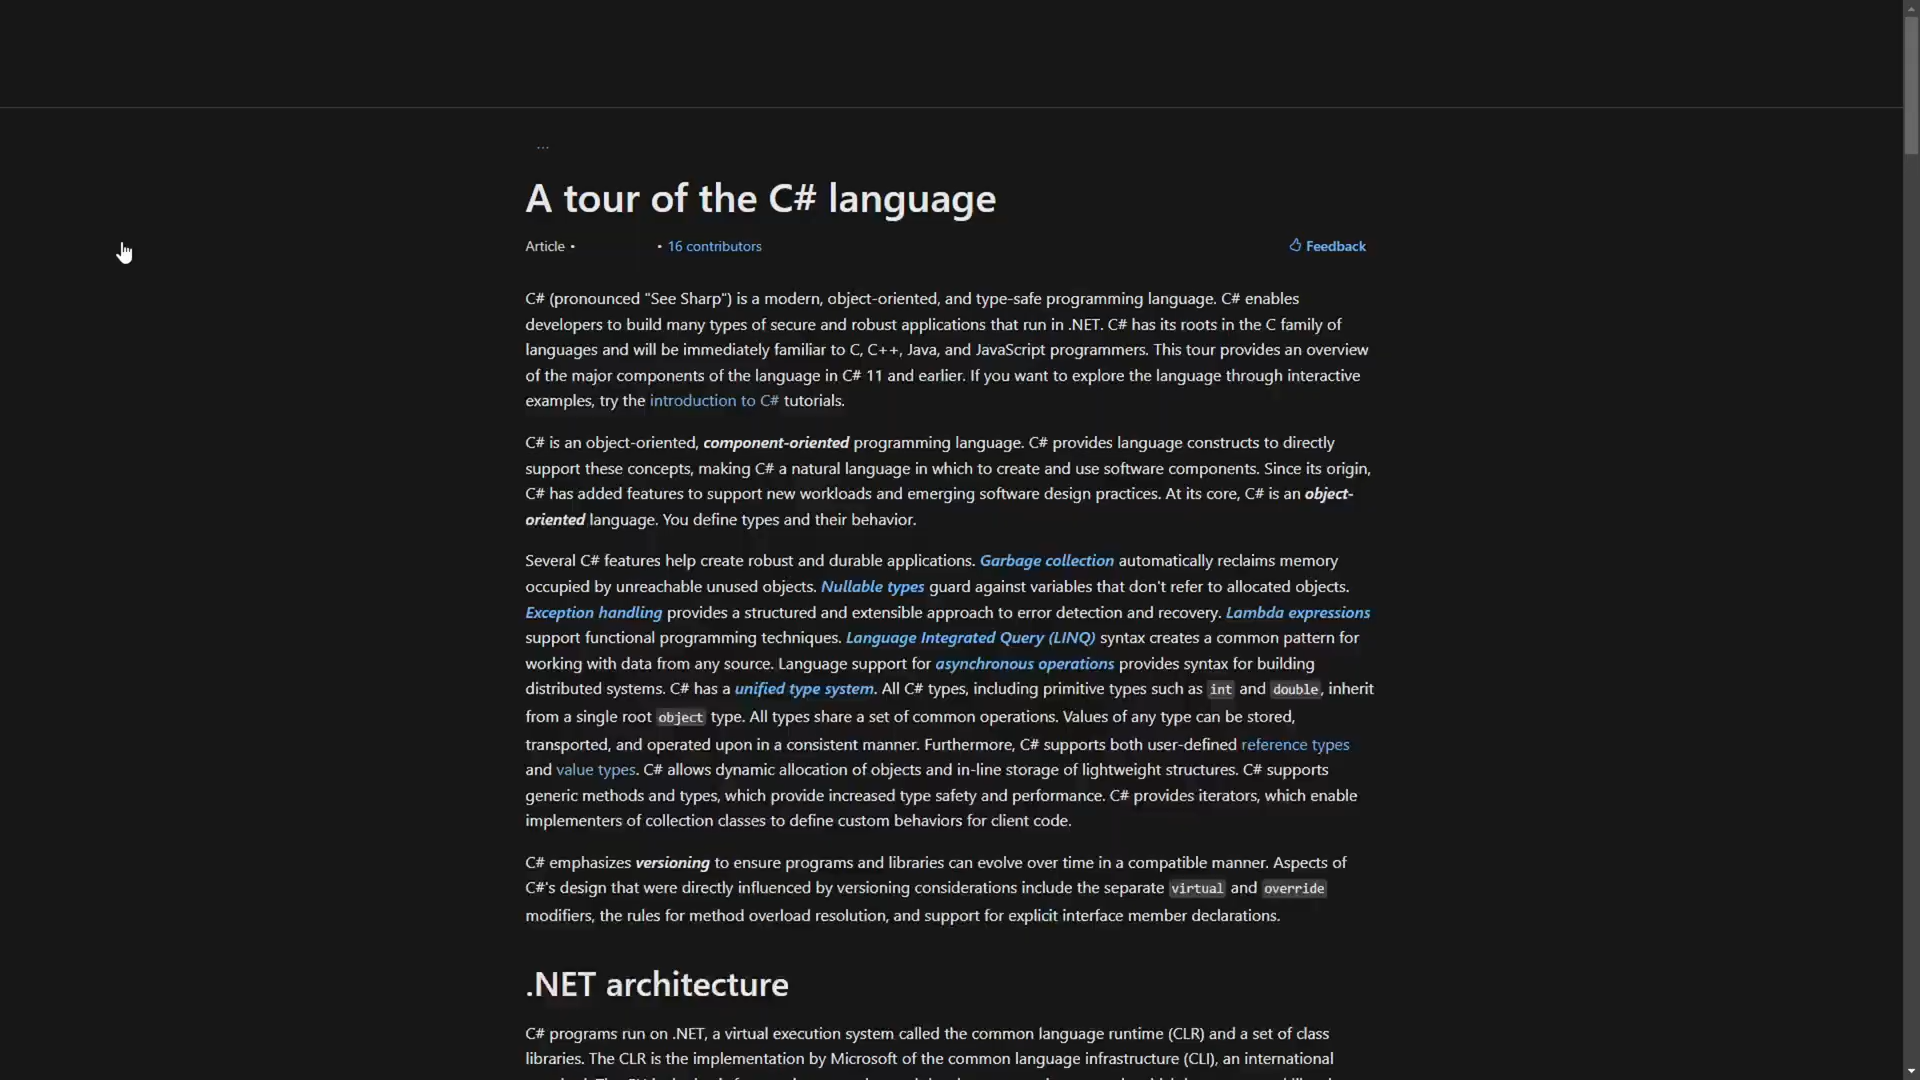 ...
A tour of the C# language
Article • • 16 contributors Feedback
C# (pronounced "See Sharp") is a modern, object-oriented, and type-safe programming language. C# enables
developers to build many types of secure and robust applications that run in .NET. C# has its roots in the C family of
languages and will be immediately familiar to C, C++, Java, and JavaScript programmers. This tour provides an overview
of the major components of the language in C# 11 and earlier. If you want to explore the language through interactive
examples, try the introduction to C# tutorials.
C# is an object-oriented, component-oriented programming language. C# provides language constructs to directly
support these concepts, making C# a natural language in which to create and use software components. Since its origin,
C# has added features to support new workloads and emerging software design practices. At its core, C# is an object-
oriented language. You define types and their behavior.
Several C# features help create robust and durable applications. Garbage collection automatically reclaims memory
occupied by unreachable unused objects. Nullable types guard against variables that don't refer to allocated objects.
Exception handling provides a structured and extensible approach to error detection and recovery. Lambda expressions
support functional programming techniques. Language Integrated Query (LINQ) syntax creates a common pattern for
working with data from any source. Language support for asynchronous operations provides syntax for building
distributed systems. C# has a unified type system. All C# types, including primitive types such as int and double, inherit
from a single root object type. All types share a set of common operations. Values of any type can be stored,
transported, and operated upon in a consistent manner. Furthermore, C# supports both user-defined reference types
and value types. C# allows dynamic allocation of objects and in-line storage of lightweight structures. C# supports
generic methods and types, which provide increased type safety and performance. C# provides iterators, which enable
implementers of collection classes to define custom behaviors for client code.
C# emphasizes versioning to ensure programs and libraries can evolve over time in a compatible manner. Aspects of
C#'s design that were directly influenced by versioning considerations include the separate virtual and override
modifiers, the rules for method overload resolution, and support for explicit interface member declarations.
.NET architecture
C# programs run on .NET, a virtual execution system called the common language runtime (CLR) and a set of class
libraries. The CLR is the implementation by Microsoft of the common language infrastructure (CLI), an international